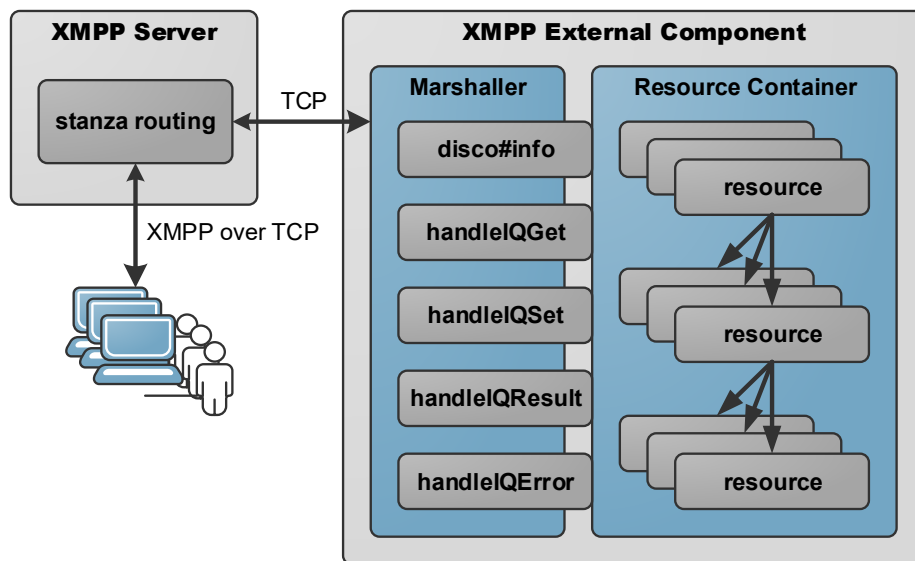 XMPP Server
stanza routing
TCP
XMPP over TCP
XMPP External Component
Marshaller
disco#info
handleIQGet
handleIQSet
handleIQResult
handleIQError
Resource Container
resource
resource
resource